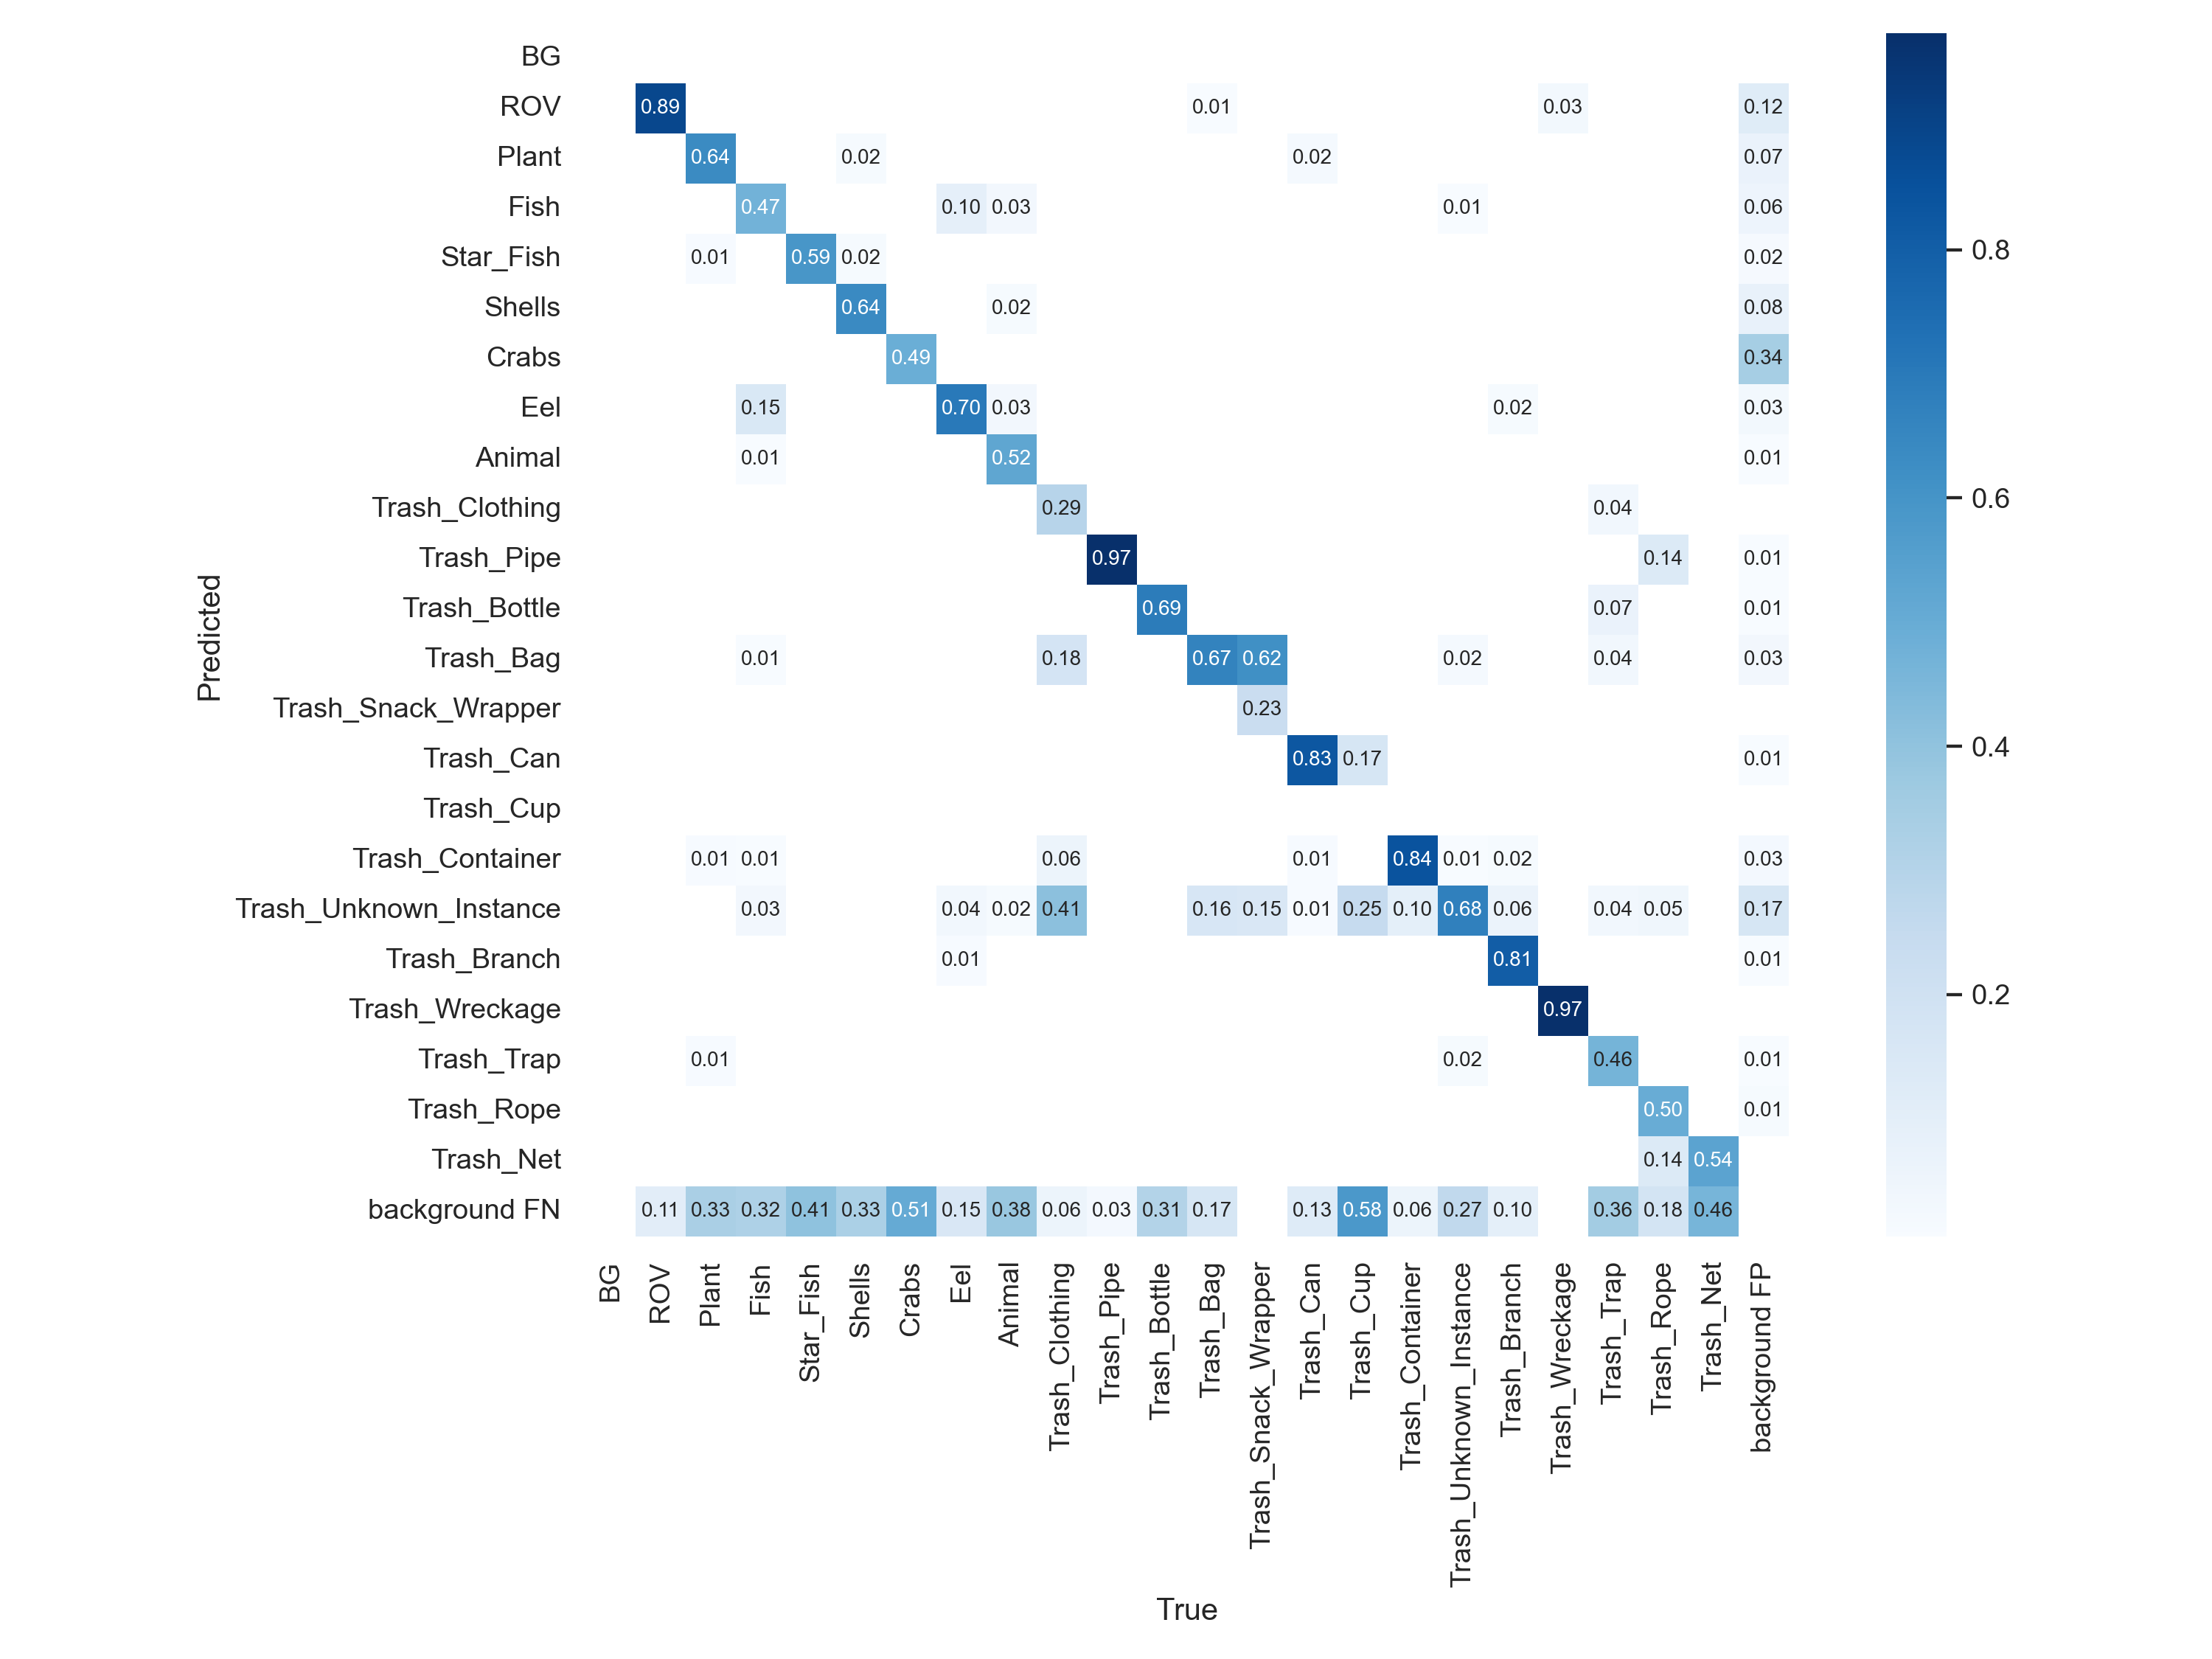 BG
ROV 0.89 0.01 0.03 0.12
Plant 0.64 0.02 0.02 0.07
Fish 0.47 0.10 0.03 0.01 0.06
Star_Fish 0.01 0.59 0.02 0.02
Shells 0.64 0.02 0.08
Crabs 0.49 0.34
Eel 0.15 0.70 0.03 0.02 0.03
Animal 0.01 0.52 0.01
Trash_Clothing 0.29 0.04
Trash_Pipe 0.97 0.14 0.01
Trash_Bottle 0.69 0.07 0.01
Trash_Bag 0.01 0.18 0.67 0.62 0.02 0.04 0.03
Trash_Snack_Wrapper 0.23
Trash_Can 0.83 0.17 0.01
Trash_Cup
Trash_Container 0.01 0.01 0.06 0.01 0.84 0.01 0.02 0.03
Trash_Unknown_Instance 0.03 0.04 0.02 0.41 0.16 0.15 0.01 0.25 0.10 0.68 0.06 0.04 0.05 0.17
Trash_Branch 0.01 0.81 0.01
Trash_Wreckage 0.97
Trash_Trap 0.01 0.02 0.46 0.01
Trash_Rope 0.50 0.01
Trash_Net 0.14 0.54
background FN 0.11 0.33 0.32 0.41 0.33 0.51 0.15 0.38 0.06 0.03 0.31 0.17 0.13 0.58 0.06 0.27 0.10 0.36 0.18 0.46
Predicted
BG
ROV
Plant
Fish
Star_Fish
Shells
Crabs
Eel
Animal
Trash_Clothing
Trash_Pipe
Trash_Bottle
Trash_Bag
Trash_Snack_Wrapper
Trash_Can
Trash_Cup
Trash_Container
Trash_Unknown_Instance
Trash_Branch
Trash_Wreckage
Trash_Trap
Trash_Rope
Trash_Net
background FP
True
0.8
0.6
0.4
0.2